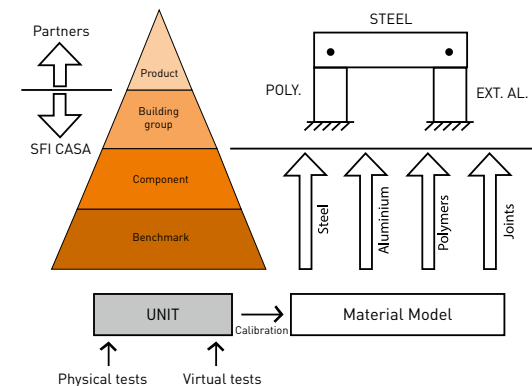 Partners
SFI CASA
Product
Building
group
Component
Benchmark
STEEL
POLY.
EXT. AL.
Steel
Aluminium
Polymers
Joints
UNIT
Calibration
Material Model
Physical tests
Virtual tests